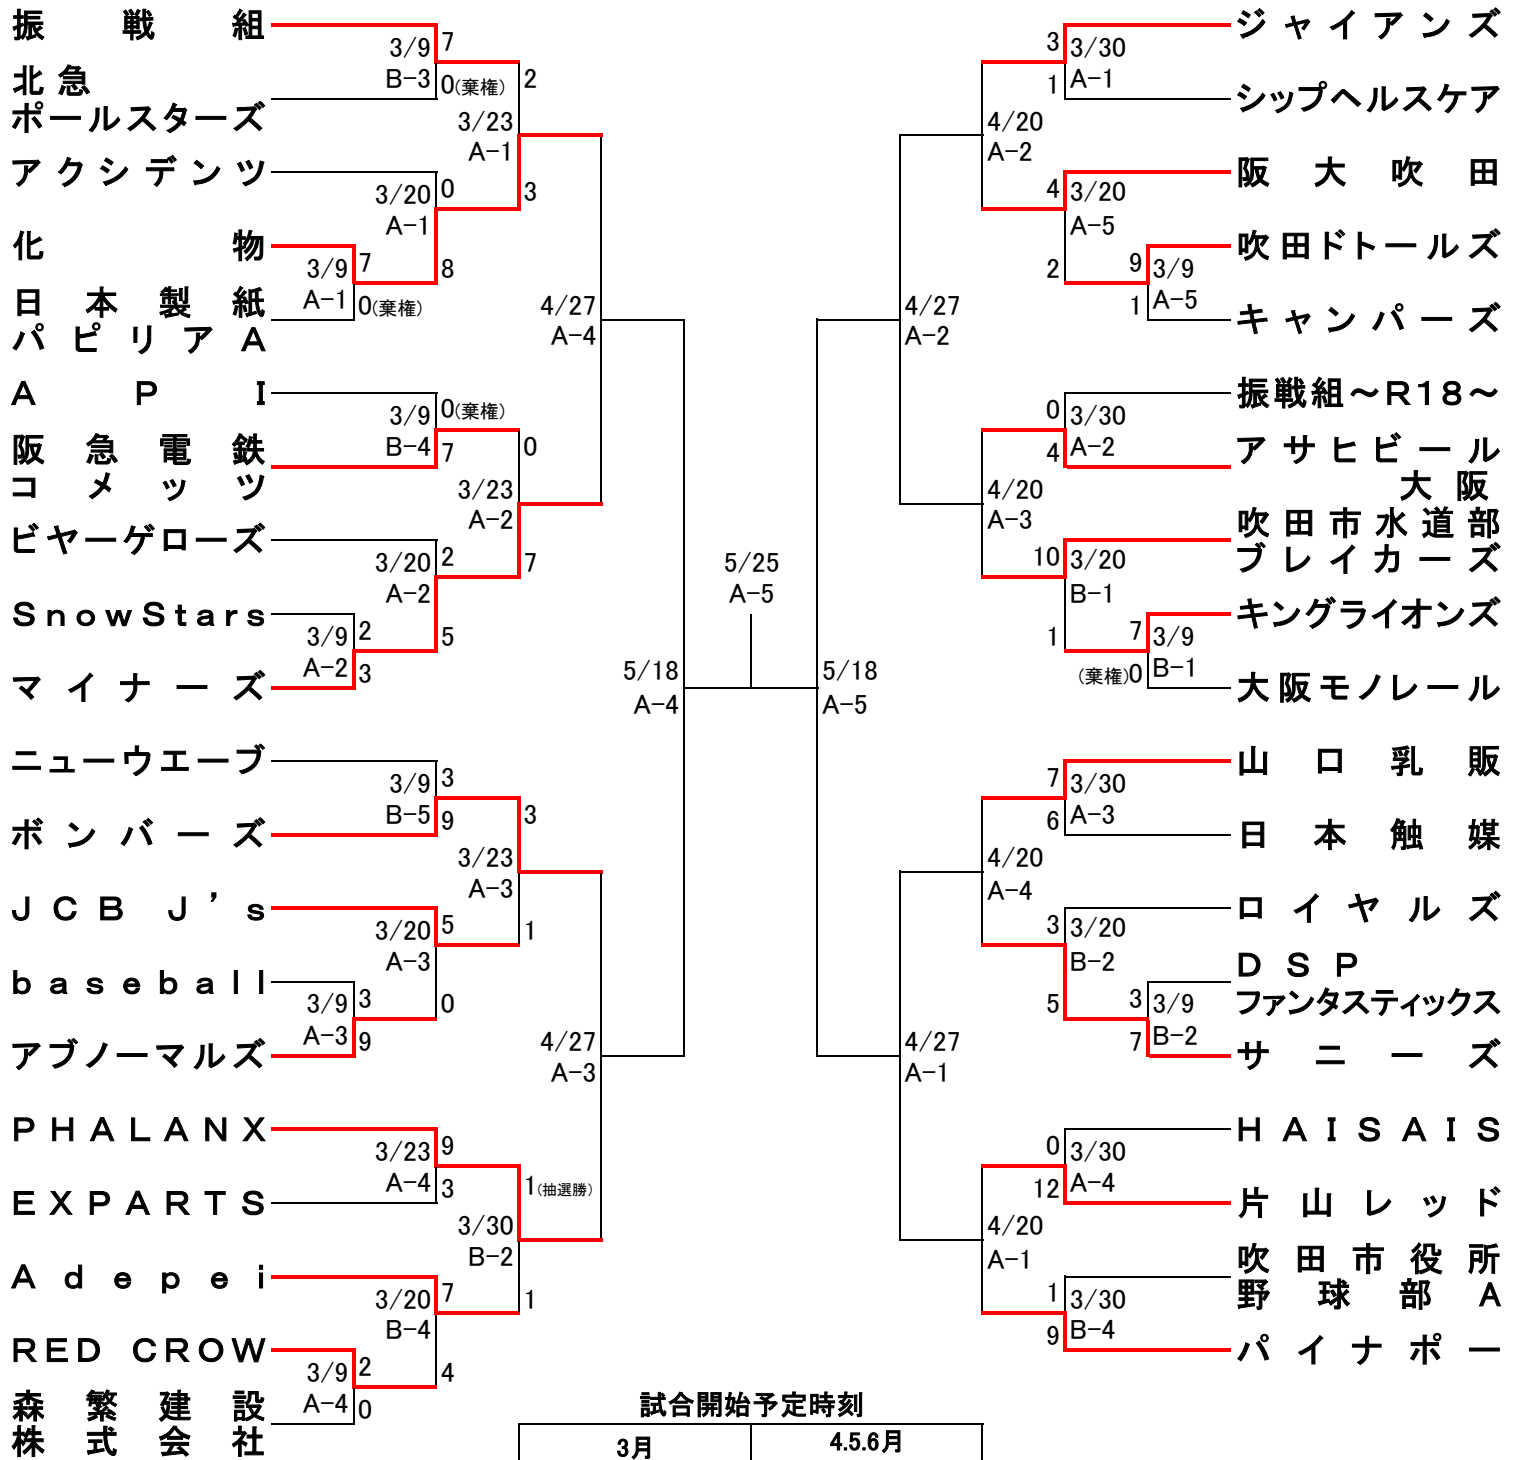 振戦組
3/9
7
B-3
0(棄権)
北急
ポールスターズ
2
3/23
A-1
3
アクシデンツ
3/20
0
A-1
8
化物
3/9
7
A-1
0(棄権)
日本製紙
パピリアA
4/27
A-4
API
3/9
0(棄権)
B-4
7
阪急電鉄
コメッツ
0
3/23
A-2
7
ビヤーゲローズ
3/20
2
A-2
5
SnowStars
3/9
2
A-2
3
マイナーズ
5/18
A-4
ニューウエーブ
3/9
3
B-5
9
ボンバーズ
3
3/23
A-3
1
JCB J's
3/20
5
A-3
0
baseball
3/9
3
A-3
9
アブノーマルズ
4/27
A-3
PHALANX
3/23
9
A-4
3
EXPARTS
1(抽選勝)
3/30
B-2
1
Adepei
3/20
7
B-4
4
RED CROW
3/9
2
A-4
0
森繁建設
株式会社
5/25
A-5
ジャイアンズ
3
3/30
A-1
1
シップヘルスケア
4/20
A-2
阪大吹田
4
3/20
A-5
2
吹田ドトールズ
9
3/9
A-5
1
キャンパーズ
4/27
A-2
振戦組～R18～
0
3/30
A-2
4
アサヒビール
大阪
4/20
A-3
吹田市水道部
ブレイカーズ
10
3/20
B-1
1
キングライオンズ
7
3/9
B-1
(棄権)0
大阪モノレール
5/18
A-5
山口乳販
7
3/30
A-3
6
日本触媒
4/20
A-4
ロイヤルズ
3
3/20
B-2
5
DSP
ファンタスティックス
3
3/9
B-2
7
サニーズ
4/27
A-1
HAISAIS
0
3/30
A-4
12
片山レッド
4/20
A-1
吹田市役所
野球部A
1
3/30
B-4
9
パイナポー
試合開始予定時刻
3月
4.5.6月